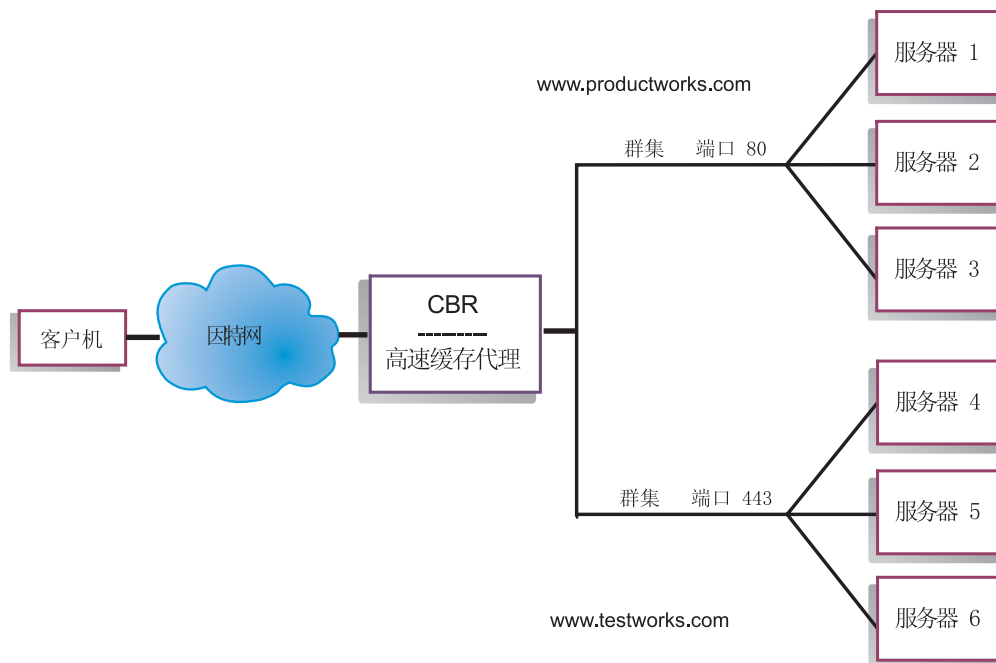 服务器 1
www.productworks.com
群集 端口 80
服务器 2
服务器 3
客户机
因特网
CBR
--------
高速缓存代理
服务器 4
群集 端口 443
服务器 5
www.testworks.com
服务器 6